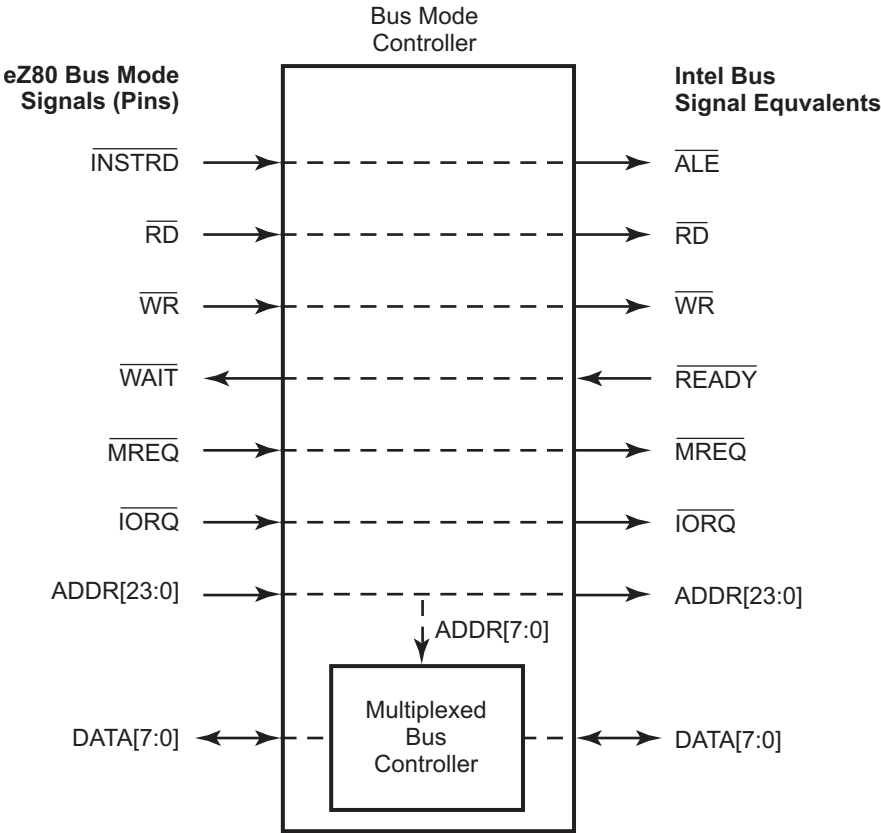 Bus Mode
Controller
eZ80 Bus Mode
Signals (Pins)
Intel Bus
Signal Equvalents
INSTRD
ALE
RD
RD
WR
WR
WAIT
READY
MREQ
MREQ
IORQ
IORQ
ADDR[23:0]
ADDR[23:0]
ADDR[7:0]
Multiplexed
Bus
Controller
DATA[7:0]
DATA[7:0]